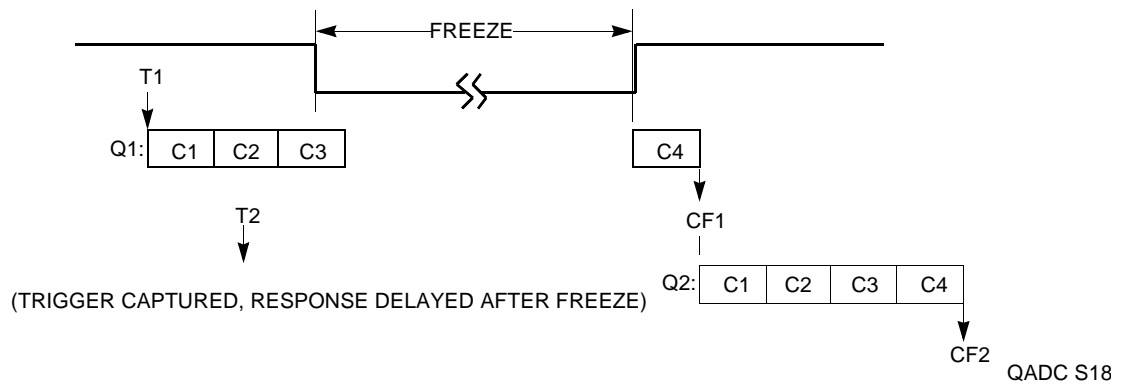 FREEZE
T1
Q1: C1 C2 C3 C4
T2
CF1
Q2: C1 C2 C3 C4
(TRIGGER CAPTURED, RESPONSE DELAYED AFTER FREEZE)
CF2
QADC S18